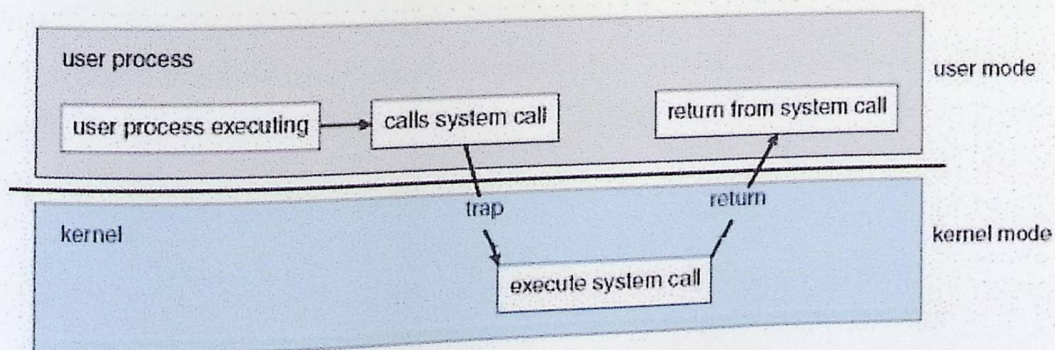 user process
user mode
user process executing
calls system call
return from system call
trap
return
kernel
kernel mode
execute system call